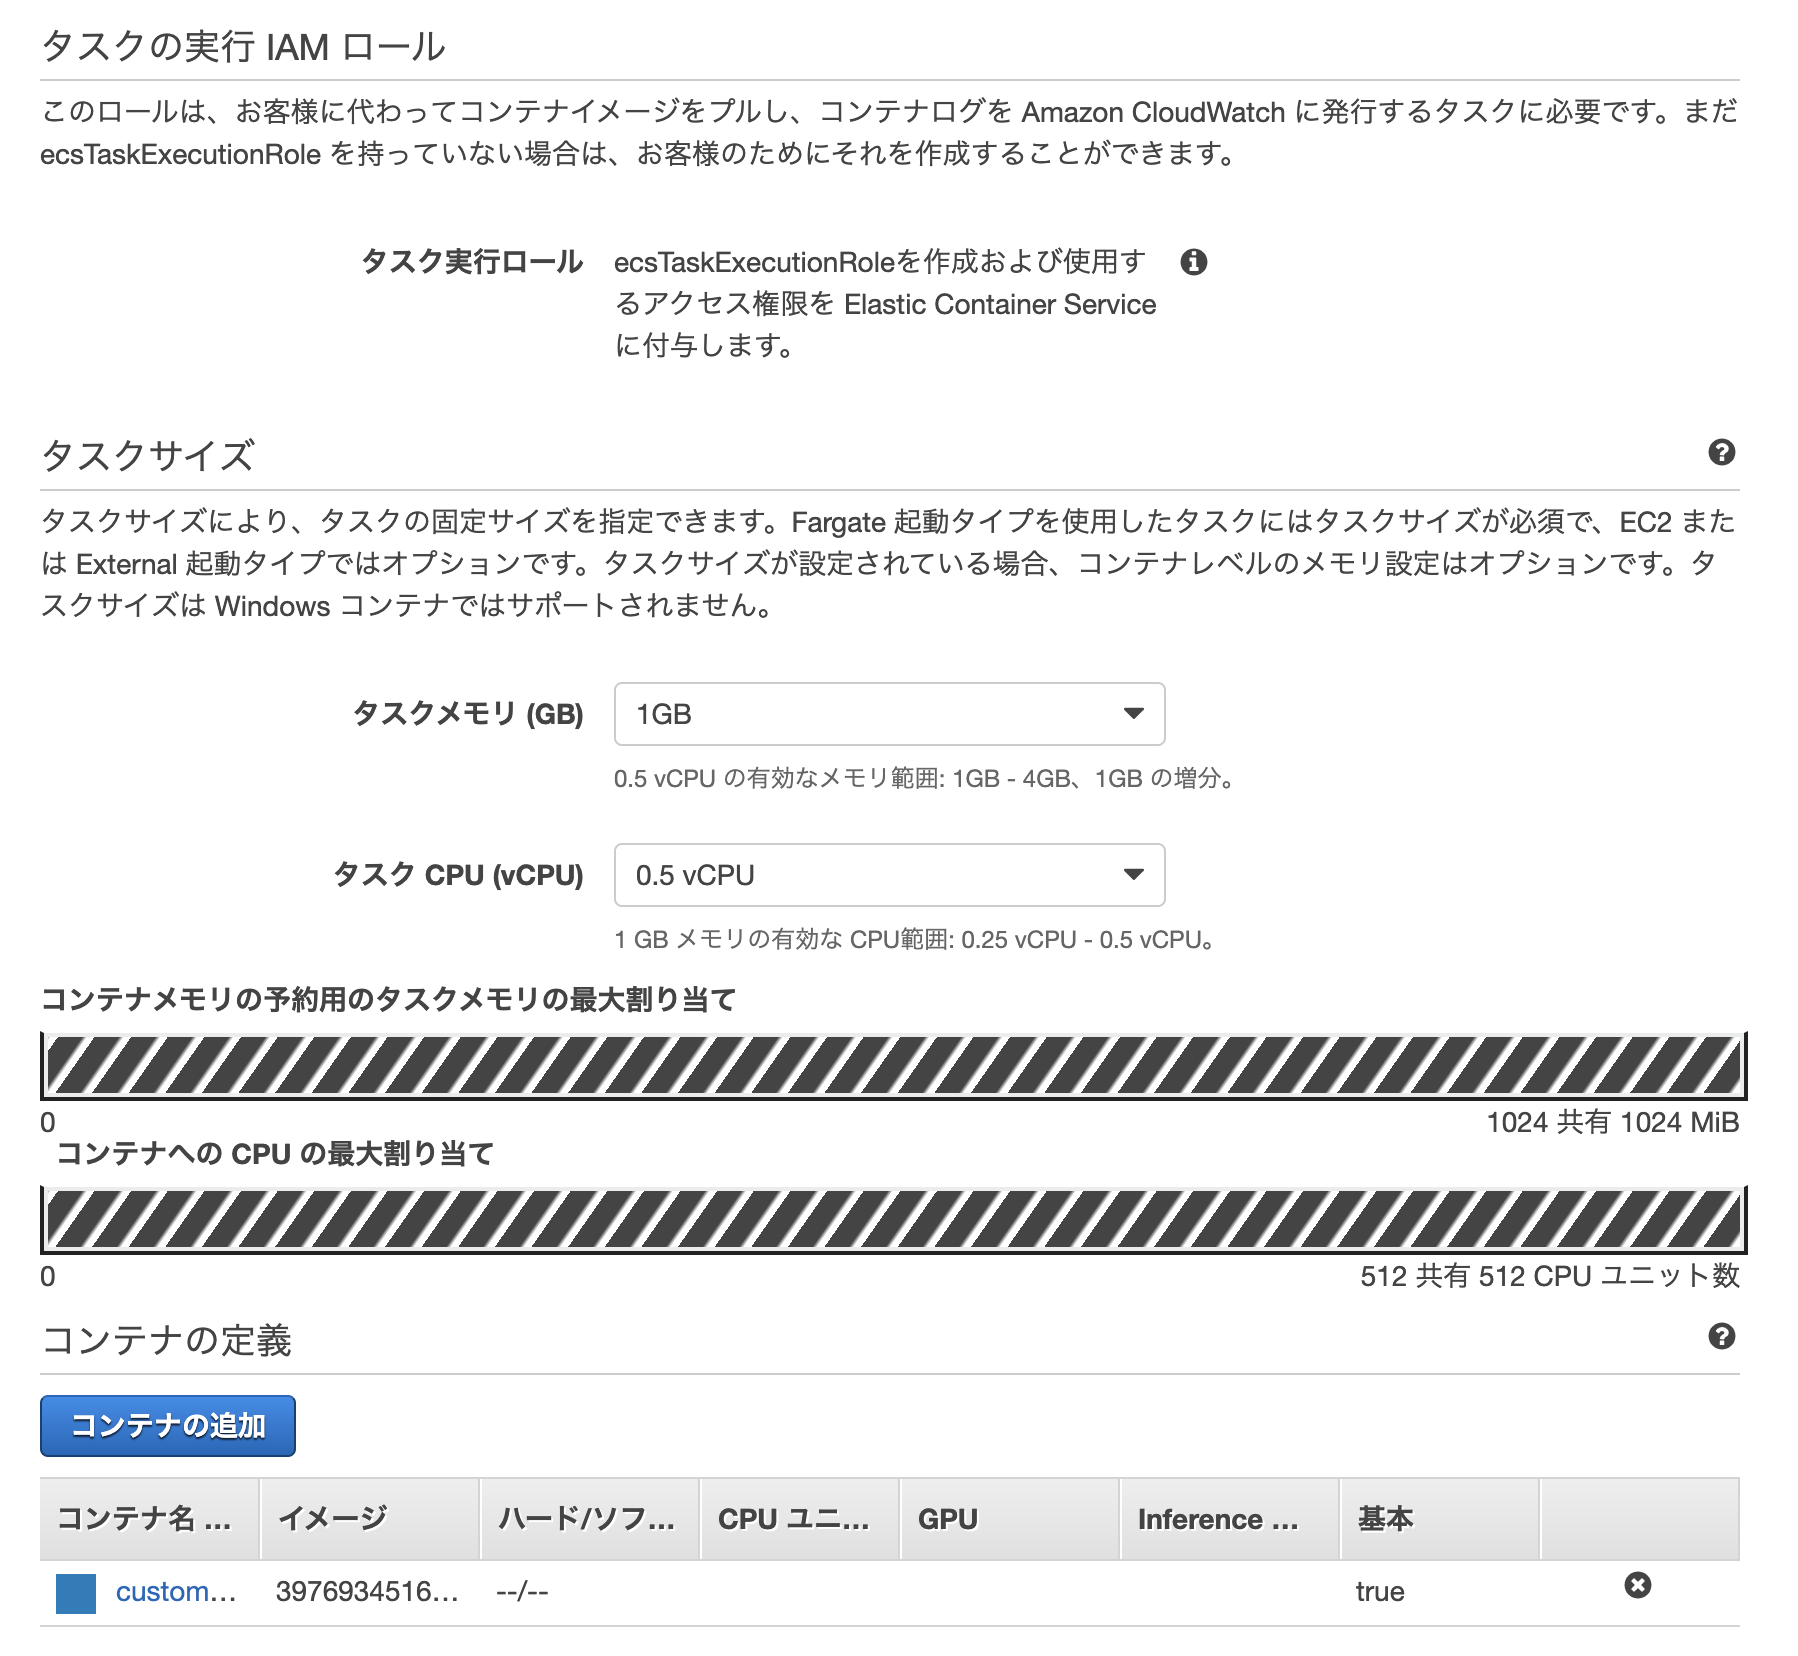 タスクの実行 IAM ロール
このロールは、お客様に代わってコンテナイメージをプルし、コンテナログを Amazon CloudWatch に発行するタスクに必要です。まだ
ecsTaskExecutionRole を持っていない場合は、お客様のためにそれを作成することができます。
タスク実行ロール
ecsTaskExecutionRoleを作成および使用す
るアクセス権限を Elastic Container Service
に付与します。
タスクサイズ
タスクサイズにより、タスクの固定サイズを指定できます。Fargate 起動タイプを使用したタスクにはタスクサイズが必須で、EC2 また
は External 起動タイプではオプションです。タスクサイズが設定されている場合、コンテナレベルのメモリ設定はオプションです。タ
スクサイズは Windows コンテナではサポートされません。
タスクメモリ (GB)
1GB
0.5 vCPU の有効なメモリ範囲: 1GB - 4GB、1GB の増分。
タスク CPU (vCPU)
0.5 vCPU
1 GB メモリの有効な CPU範囲: 0.25 vCPU - 0.5 vCPU。
コンテナメモリの予約用のタスクメモリの最大割り当て
0
1024 共有 1024 MiB
コンテナへの CPU の最大割り当て
0
512 共有 512 CPU ユニット数
コンテナの定義
コンテナの追加
コンテナ名 ... イメージ ハード/ソフ... CPU ユニ... GPU Inference ... 基本
custom... 3976934516... --/-- true